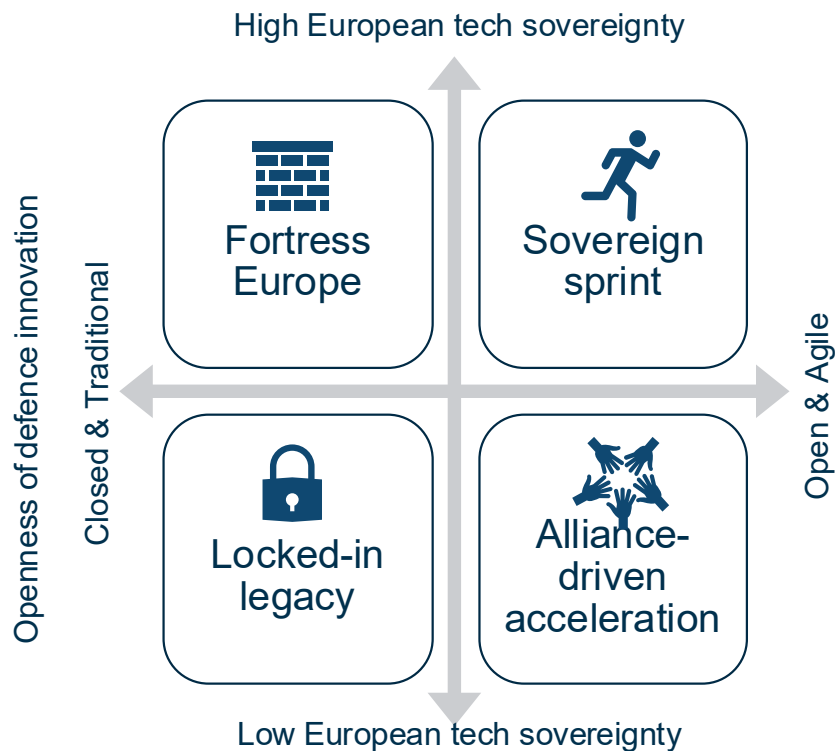 High European tech sovereignty
Openness of defence innovation
Closed & Traditional
Fortress
Europe
Sovereign
sprint
Open & Agile
Locked-in
legacy
Alliance-
driven
acceleration
Low European tech sovereignty